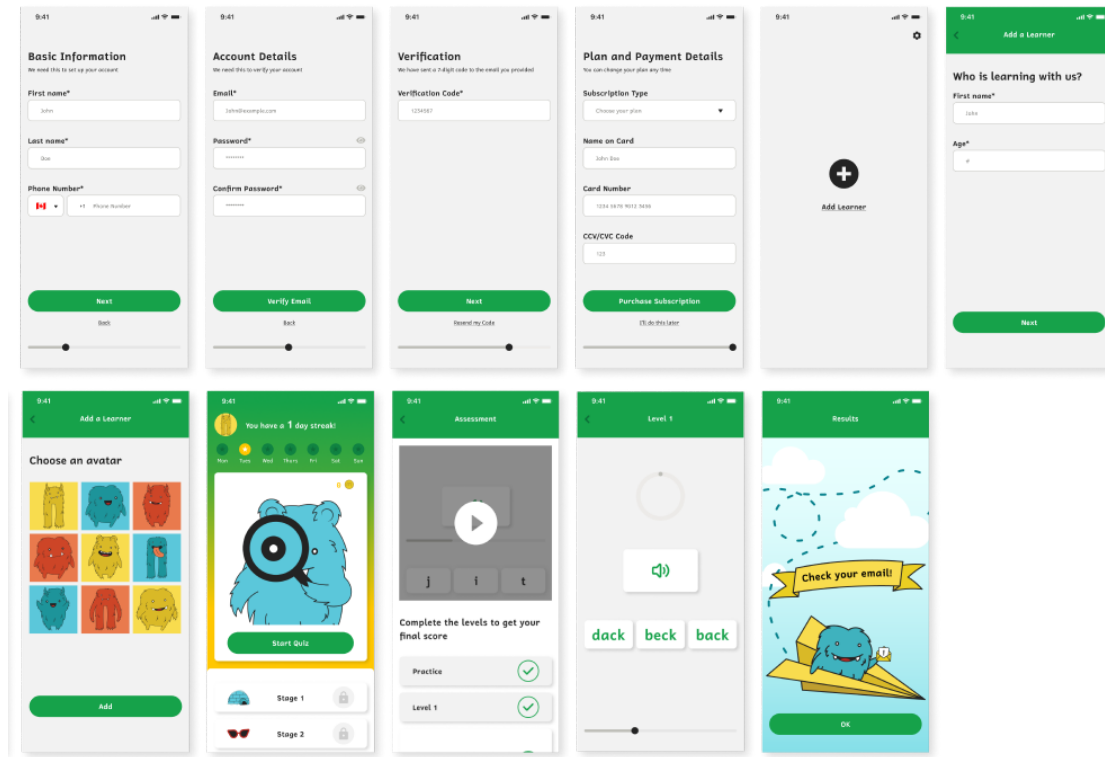 9:41
Basic Information
We need this to set up your account
First name*
John
Last name*
Doe
Phone Number*
+1 Phone Number
Next
Back
9:41
Account Details
We need this to verify your account
Email*
John@example.com
Password*
********
Confirm Password*
********
Verify Email
Back
9:41
Verification
We have sent a 7-digit code to the email you provided
Verification Code*
1234567
Next
Resend my Code
9:41
Plan and Payment Details
You can change your plan any time
Subscription Type
Choose your plan
Name on Card
John Doe
Card Number
1234 5678 9012 3456
CCV/CVC Code
123
Purchase Subscription
I'll do this later
9:41
Add Learner
9:41
Add a Learner
Who is learning with us?
First name*
John
Age*
#
Next
9:41
Add a Learner
Choose an avatar
Add
9:41
You have a 1 day streak!
Mon Tues Wed Thurs Fri Sat Sun
0
Start Quiz
Stage 1
Stage 2
9:41
Assessment
j i t
Complete the levels to get your
final score
Practice
Level 1
9:41
Level 1
dack beck back
9:41
Results
Check your email!
OK